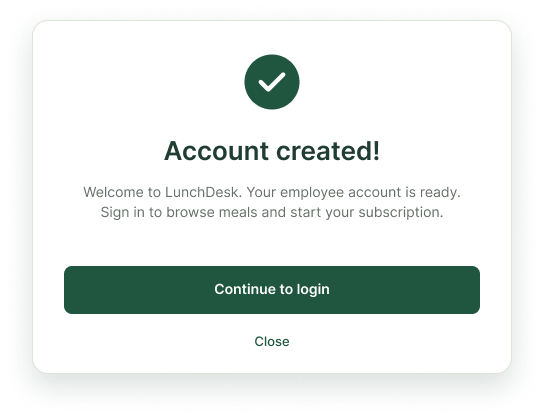 Account created!
Welcome to LunchDesk. Your employee account is ready.
Sign in to browse meals and start your subscription.
Continue to login
Close